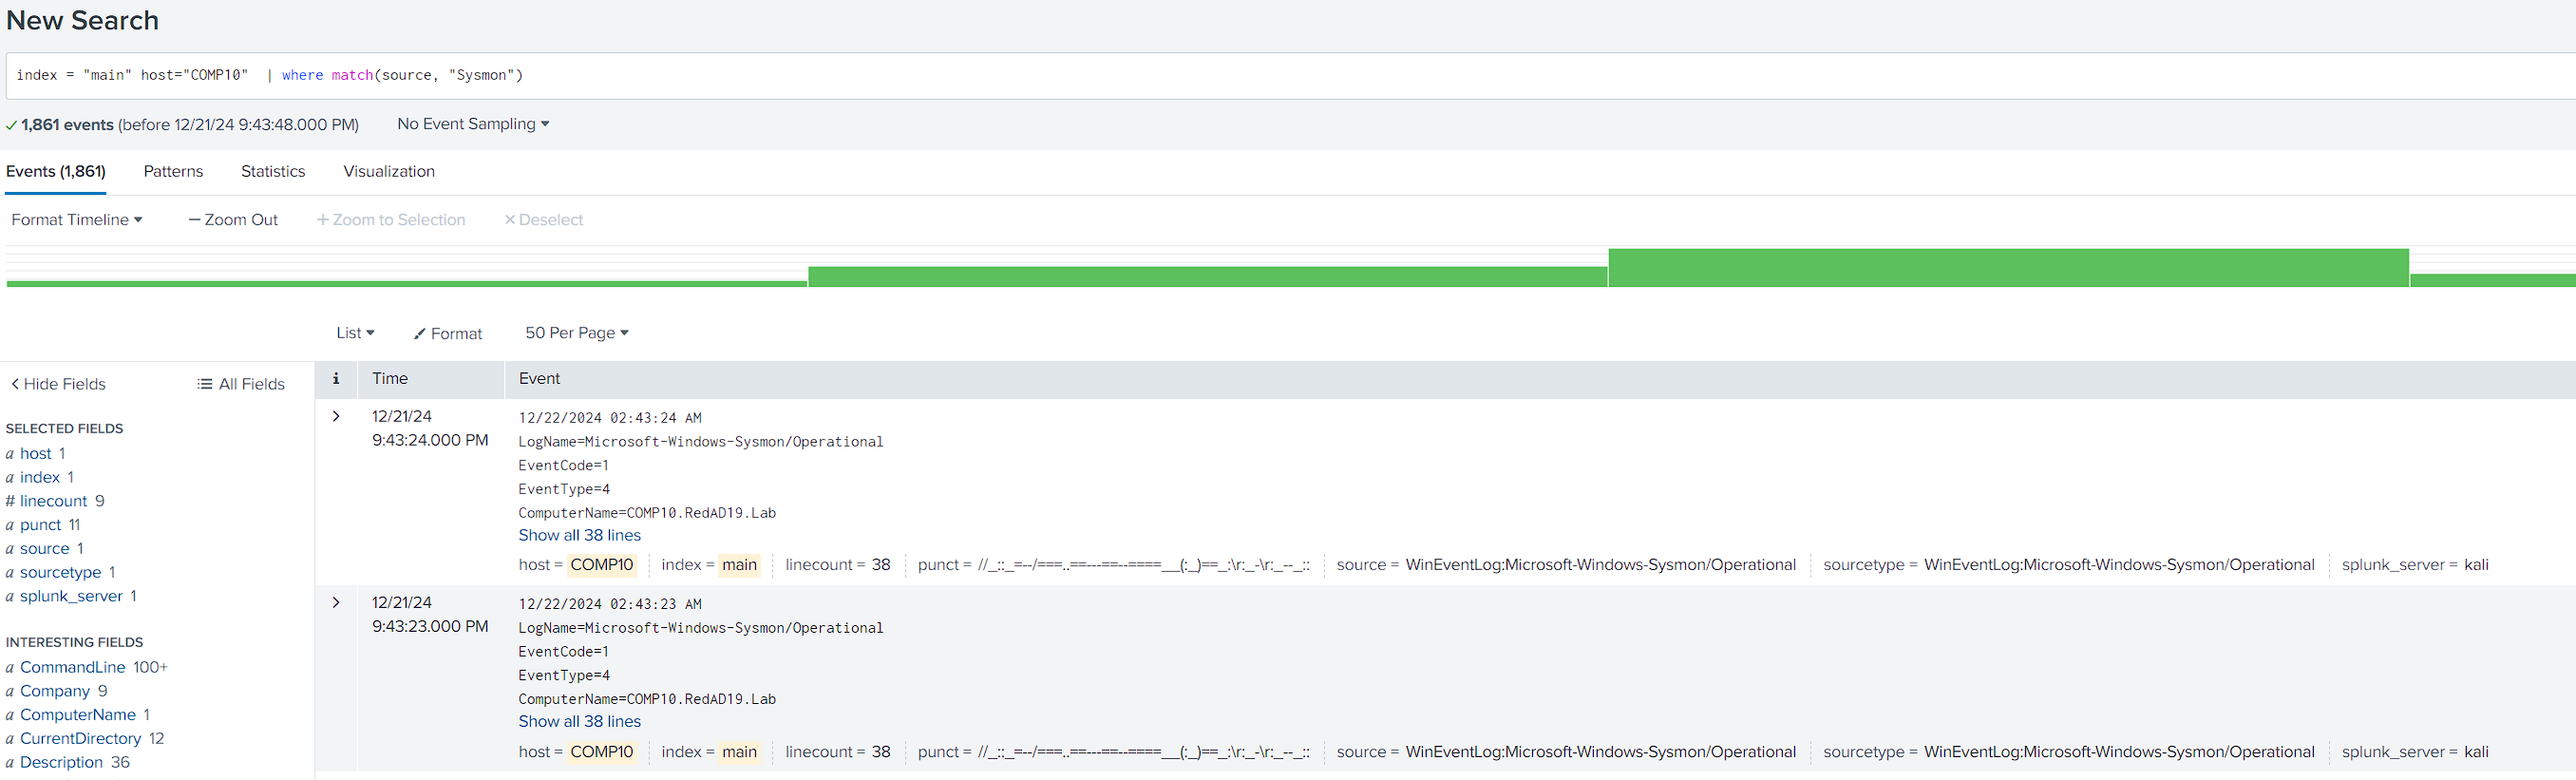 New Search
index = "main" host="COMP10"  | where match(source, "Sysmon")
1,861 events (before 12/21/24 9:43:48.000 PM) No Event Sampling
Events (1,861) Patterns Statistics Visualization
Format Timeline — Zoom Out + Zoom to Selection × Deselect
List Format 50 Per Page
< Hide Fields All Fields
i Time Event
SELECTED FIELDS
a host 1
a index 1
# linecount 9
a punct 11
a source 1
a sourcetype 1
a splunk_server 1
INTERESTING FIELDS
a CommandLine 100+
a Company 9
a ComputerName 1
a CurrentDirectory 12
a Description 36
> 12/21/24
9:43:24.000 PM
12/22/2024 02:43:24 AM
LogName=Microsoft-Windows-Sysmon/Operational
EventCode=1
EventType=4
ComputerName=COMP10.RedAD19.Lab
Show all 38 lines
host = COMP10 index = main linecount = 38 punct = //_::_=--/===..==---==--====__(:_)==_:\r:_-\r:_--_:: source = WinEventLog:Microsoft-Windows-Sysmon/Operational sourcetype = WinEventLog:Microsoft-Windows-Sysmon/Operational splunk_server = kali
> 12/21/24
9:43:23.000 PM
12/22/2024 02:43:23 AM
LogName=Microsoft-Windows-Sysmon/Operational
EventCode=1
EventType=4
ComputerName=COMP10.RedAD19.Lab
Show all 38 lines
host = COMP10 index = main linecount = 38 punct = //_::_=--/===..==---==--====__(:_)==_:\r:_-\r:_--_:: source = WinEventLog:Microsoft-Windows-Sysmon/Operational sourcetype = WinEventLog:Microsoft-Windows-Sysmon/Operational splunk_server = kali